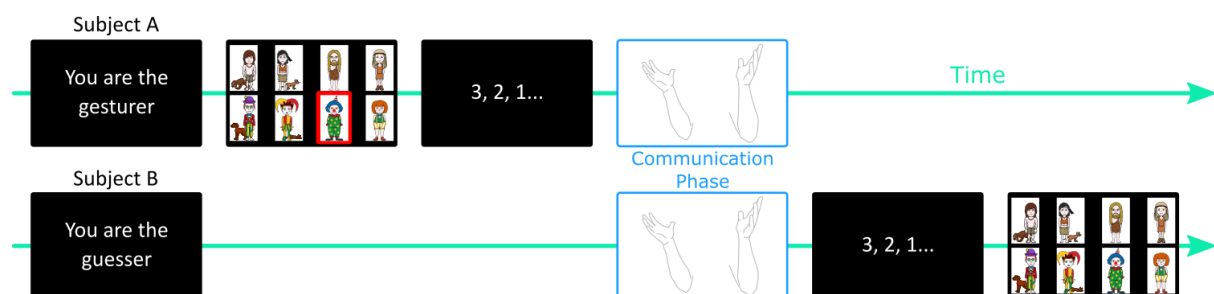 Subject A
You are the
gesturer
3, 2, 1...
Time
Communication
Phase
Subject B
You are the
guesser
3, 2, 1...